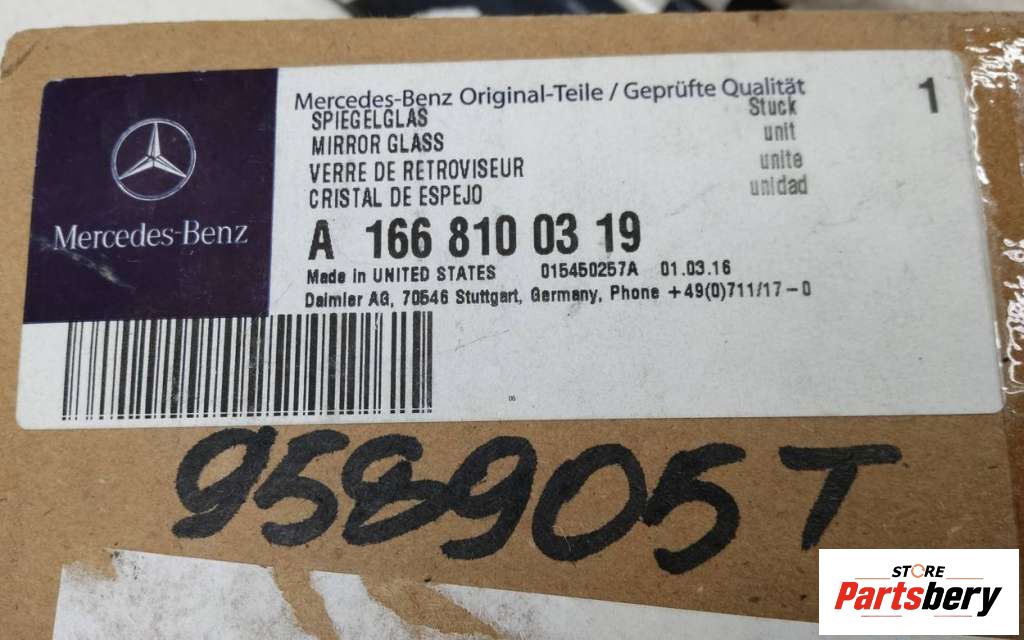 Mercedes-Benz
Mercedes-Benz Original-Teile / Geprüfte Qualität
SPIEGELGLAS
MIRROR GLASS
VERRE DE RETROVISEUR
CRISTAL DE ESPEJO
Stuck
unit
unite
unidad
1
A 166 810 03 19
Made in UNITED STATES 015450257A 01.03.16
Daimler AG, 70546 Stuttgart, Germany, Phone +49(0)711/17-0
06
958905T
STORE
Partsbery